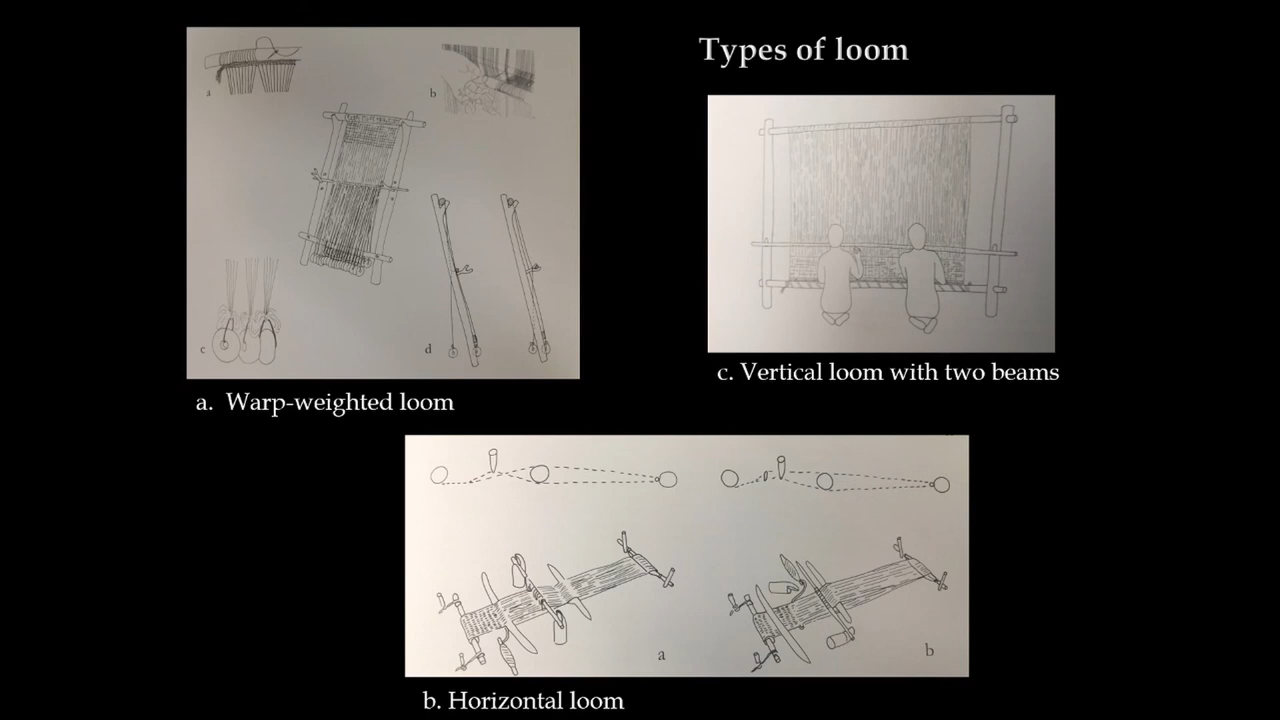 Types of loom
a
b
c
d
a. Warp-weighted loom
c. Vertical loom with two beams
a
b
b. Horizontal loom